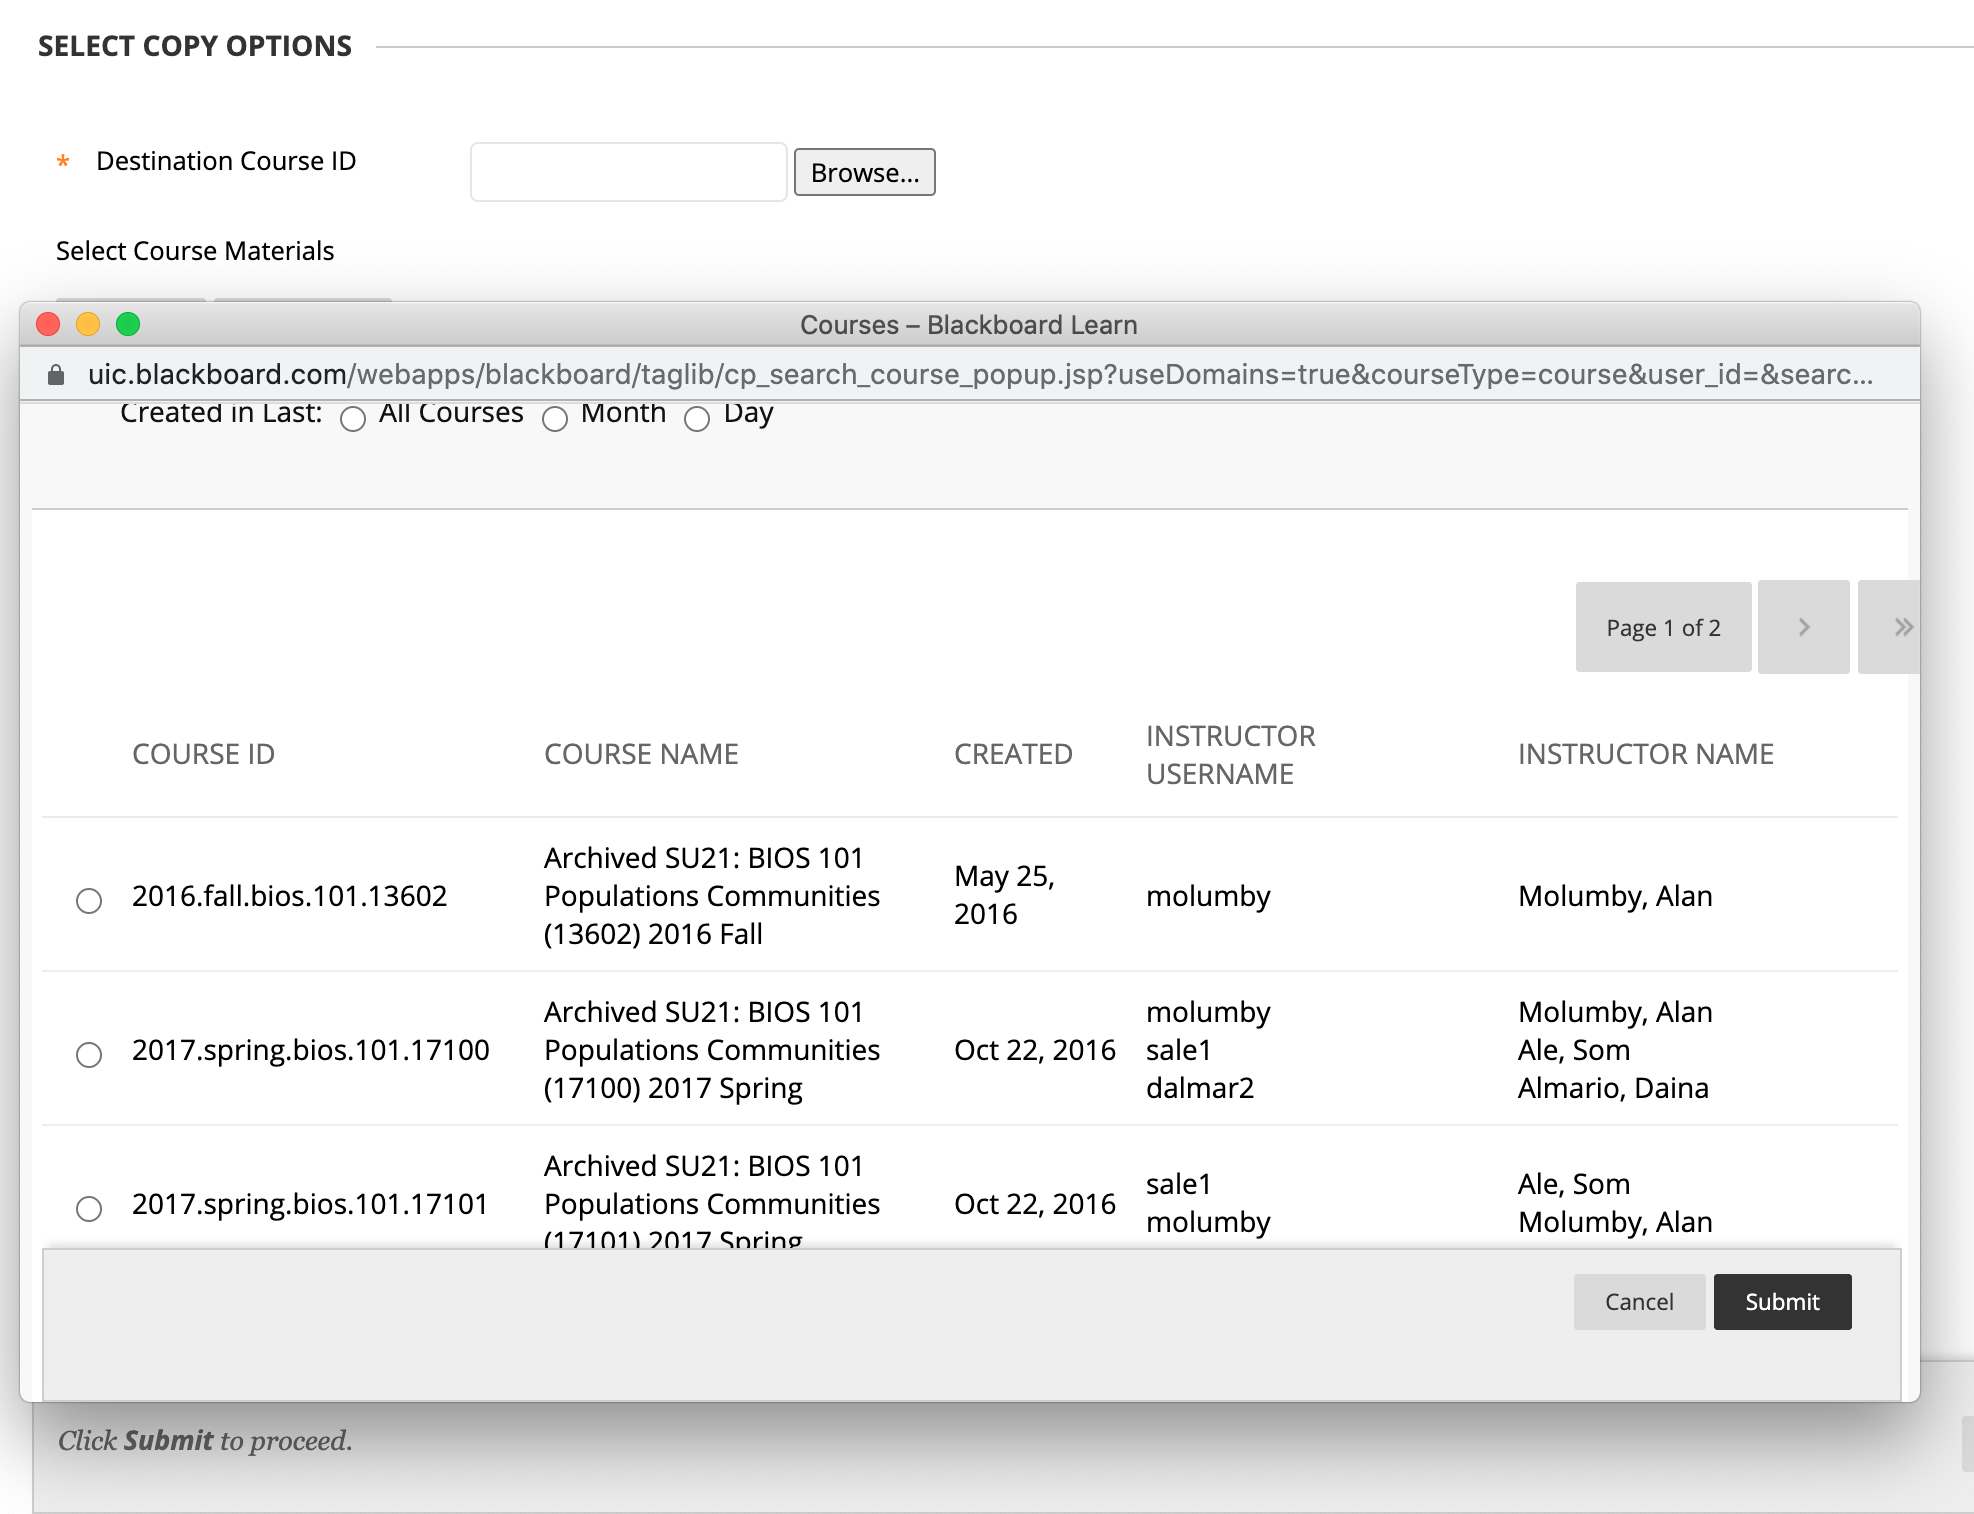 SELECT COPY OPTIONS
* Destination Course ID
Browse...
Select Course Materials
Courses – Blackboard Learn
uic.blackboard.com/webapps/blackboard/taglib/cp_search_course_popup.jsp?useDomains=true&courseType=course&user_id=&searc...
Created in Last: All Courses Month Day
Page 1 of 2 > »
COURSE ID COURSE NAME CREATED INSTRUCTOR USERNAME INSTRUCTOR NAME
Archived SU21: BIOS 101
2016.fall.bios.101.13602 Populations Communities May 25, 2016 molumby Molumby, Alan
(13602) 2016 Fall
Archived SU21: BIOS 101 molumby Molumby, Alan
2017.spring.bios.101.17100 Populations Communities Oct 22, 2016 sale1 Ale, Som
(17100) 2017 Spring dalmar2 Almario, Daina
Archived SU21: BIOS 101 sale1 Ale, Som
2017.spring.bios.101.17101 Populations Communities Oct 22, 2016 molumby Molumby, Alan
(17101) 2017 Spring
Cancel Submit
Click Submit to proceed.